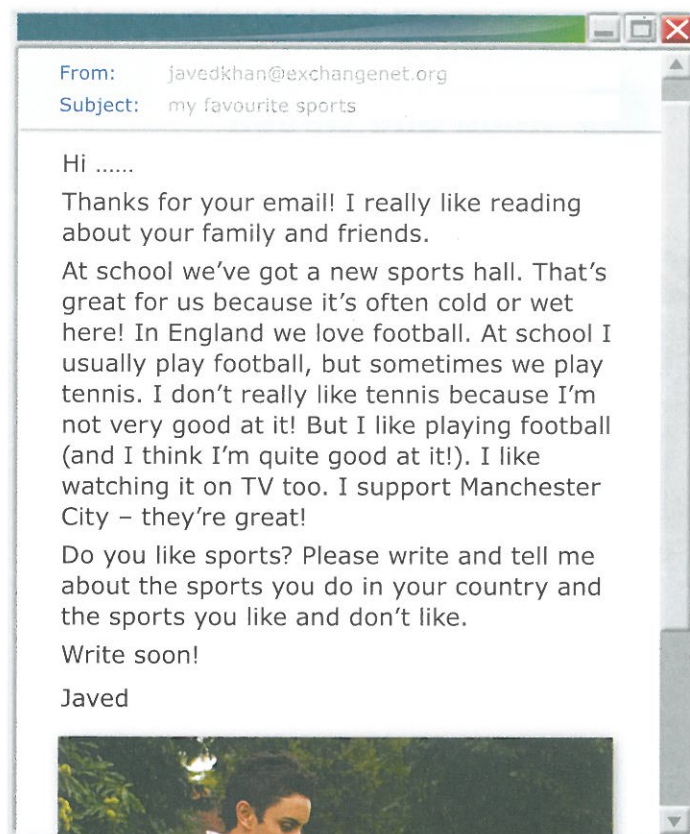 From: javedkhan@exchangenet.org
Subject: my favourite sports
Hi ......
Thanks for your email! I really like reading
about your family and friends.
At school we've got a new sports hall. That's
great for us because it's often cold or wet
here! In England we love football. At school I
usually play football, but sometimes we play
tennis. I don't really like tennis because I'm
not very good at it! But I like playing football
(and I think I'm quite good at it!). I like
watching it on TV too. I support Manchester
City – they're great!
Do you like sports? Please write and tell me
about the sports you do in your country and
the sports you like and don't like.
Write soon!
Javed